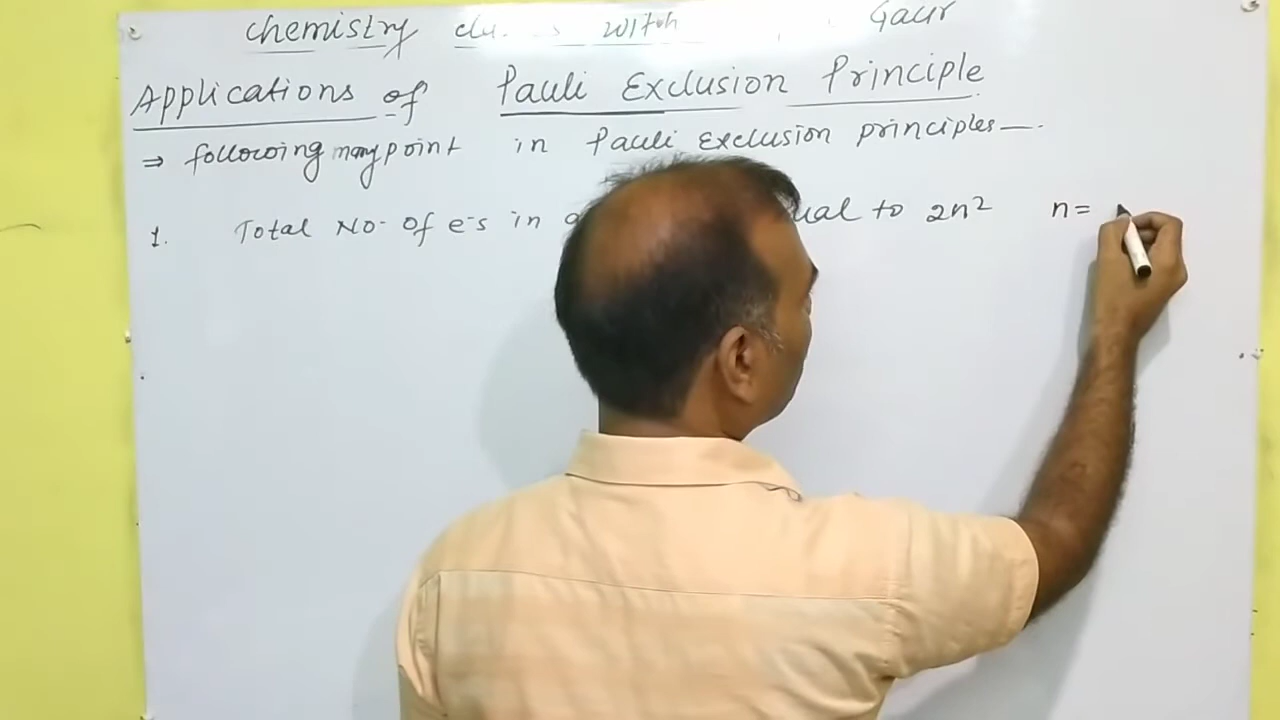 Chemistry with Gaur
Applications of Pauli Exclusion Principle
⇒ following many point in Pauli Exclusion principles —.
1. Total No. of e⁻s in to 2n² n=